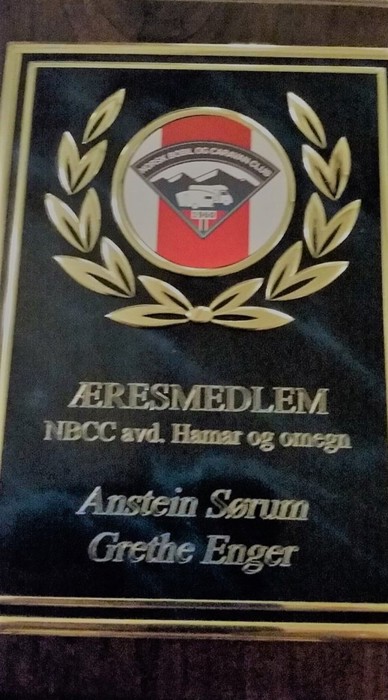 NORSK BOBIL OG CARAVAN CLUB
ÆRESMEDLEM
NBCC avd. Hamar og omegn
Anstein Sørum
Grethe Enger